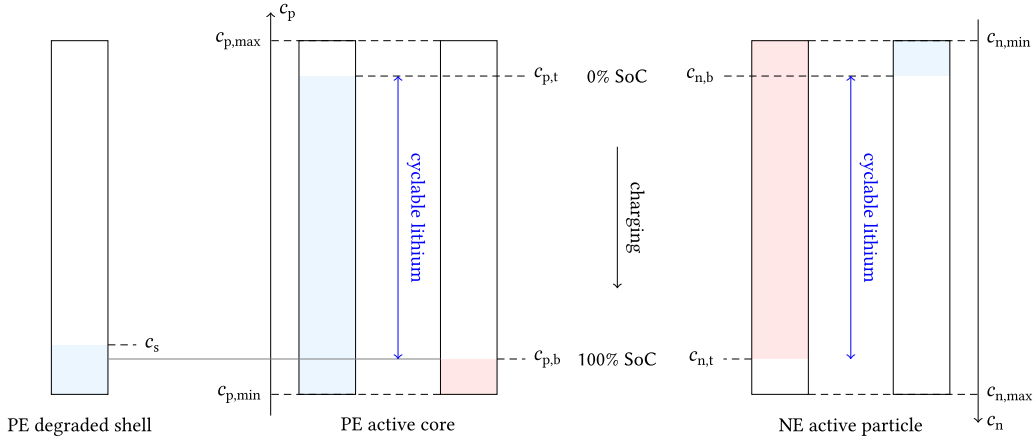 c_p
c_p,max
c_n,min
c_p,t
0% SoC
c_n,b
cyclable lithium
charging
cyclable lithium
c_s
c_p,b
100% SoC
c_n,t
c_p,min
c_n,max
PE degraded shell
PE active core
NE active particle
c_n